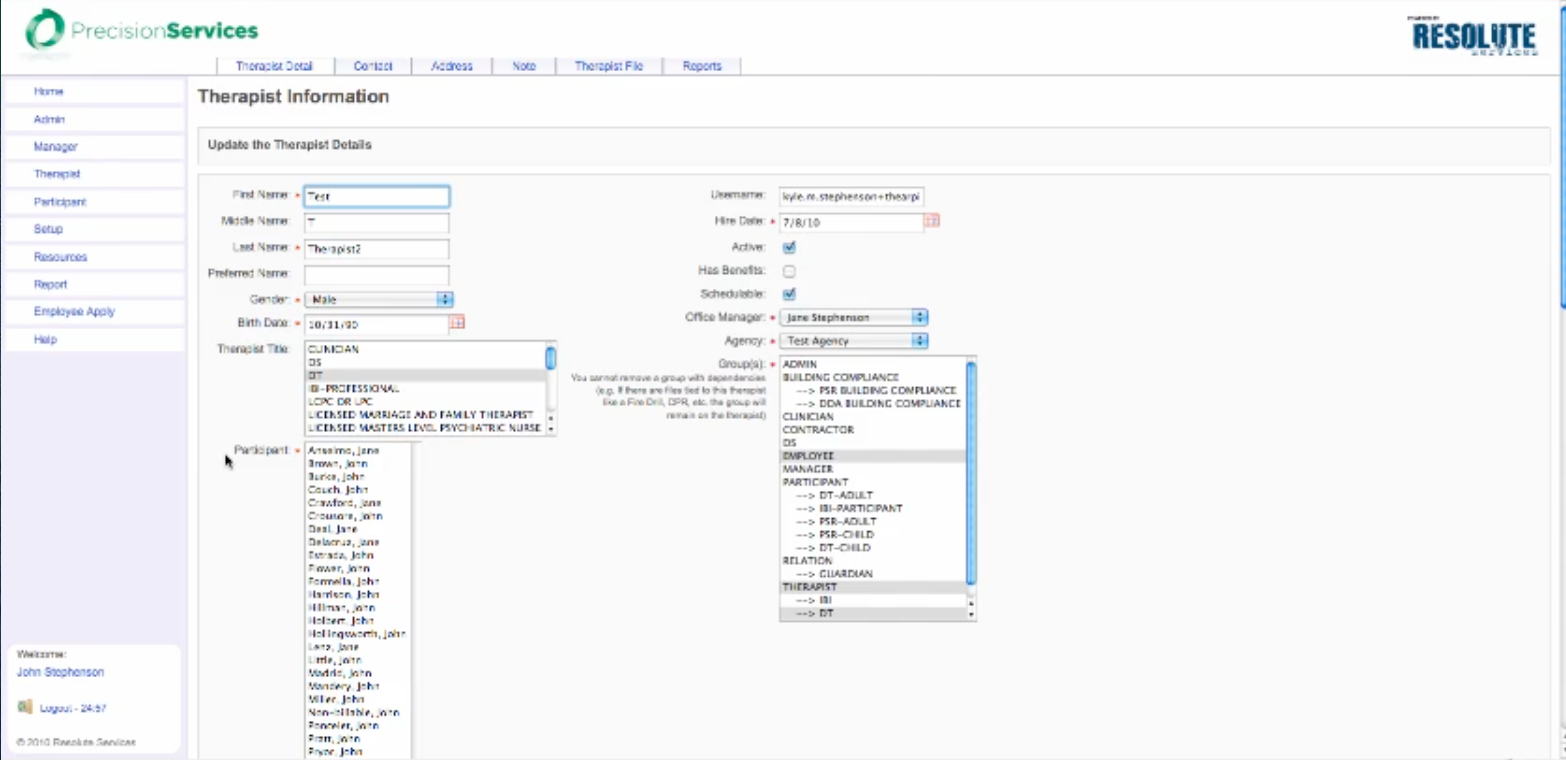 PrecisionServices
RESOLUTE
services
Therapist Detail
Contact
Address
Note
Therapist File
Reports
Home
Admin
Manager
Therapist
Participant
Setup
Resources
Report
Employee Apply
Help
Therapist Information
Update the Therapist Details
First Name: * Test
Middle Name: T
Last Name: * Therapist2
Preferred Name:
Gender: * Male
Birth Date: * 10/31/90
Therapist Title:
CLINICIAN
DS
DT
IBI-PROFESSIONAL
LCPC OR LPC
LICENSED MARRIAGE AND FAMILY THERAPIST
LICENSED MASTERS LEVEL PSYCHIATRIC NURSE
Participant: *
Anselmo, Jane
Brown, John
Burke, John
Couch, John
Crawford, Jane
Crousore, John
Deal, Jane
Delacruz, Jane
Estrada, John
Flower, John
Formella, John
Harrison, John
Hillman, John
Holbert, John
Hollingsworth, John
Lenz, Jane
Little, John
Madrid, John
Mandery, John
Miller, John
Non-billable, John
Ponceler, John
Pratt, John
Pryor, John
Username: kyle.m.stephenson+thearpi
Hire Date: * 7/8/10
Active:
Has Benefits:
Schedulable:
Office Manager: * Jane Stephenson
Agency: * Test Agency
Group(s): *
You cannot remove a group with dependencies
(e.g. if there are files tied to this therapist
like a Fire Drill, CPR, etc. the group will
remain on the therapist)
ADMIN
BUILDING COMPLIANCE
--> PSR BUILDING COMPLIANCE
--> DDA BUILDING COMPLIANCE
CLINICIAN
CONTRACTOR
DS
EMPLOYEE
MANAGER
PARTICIPANT
--> DT-ADULT
--> IBI-PARTICIPANT
--> PSR-ADULT
--> PSR-CHILD
--> DT-CHILD
RELATION
--> GUARDIAN
THERAPIST
--> IBI
--> DT
Welcome:
John Stephenson
Logout - 24:57
© 2010 Resolute Services